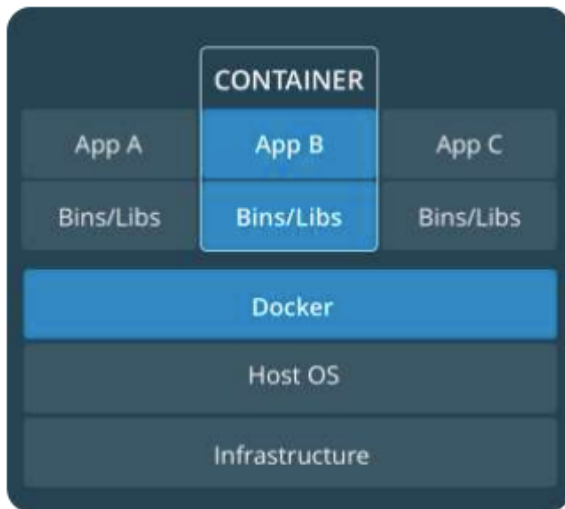 CONTAINER
App A App B App C
Bins/Libs Bins/Libs Bins/Libs
Docker
Host OS
Infrastructure